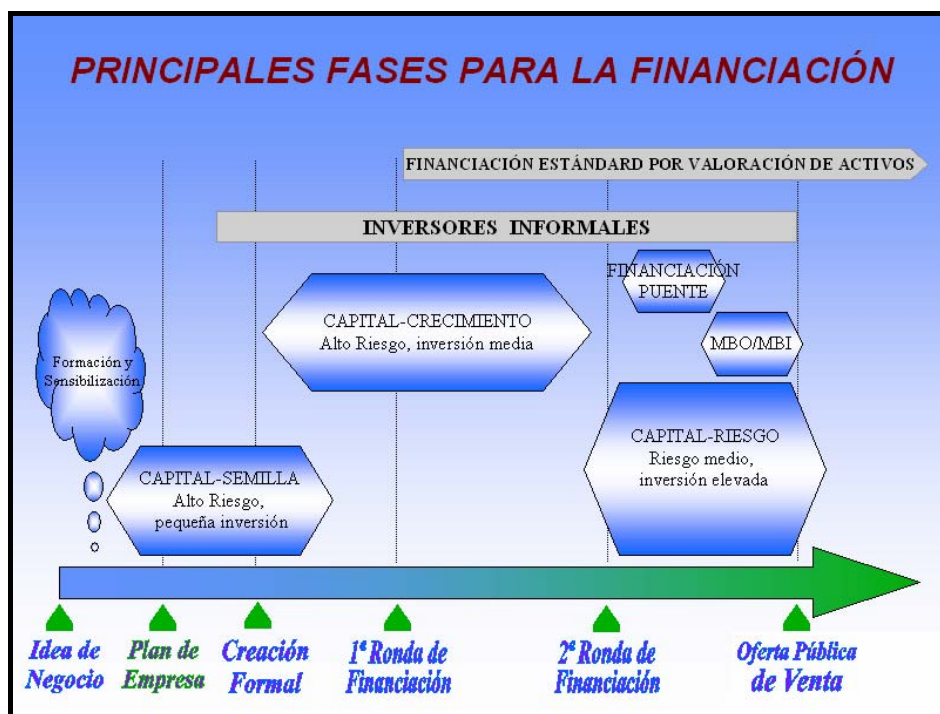 PRINCIPALES FASES PARA LA FINANCIACIÓN
FINANCIACIÓN ESTÁNDARD POR VALORACIÓN DE ACTIVOS
INVERSORES INFORMALES
FINANCIACIÓN
PUENTE
CAPITAL-CRECIMIENTO
Alto Riesgo, inversión media
MBO/MBI
Formación y
Sensibilización
CAPITAL-RIESGO
Riesgo medio,
inversión elevada
CAPITAL-SEMILLA
Alto Riesgo,
pequeña inversión
Idea de
Negocio
Plan de
Empresa
Creación
Formal
1ª Ronda de
Financiación
2ª Ronda de
Financiación
Oferta Pública
de Venta